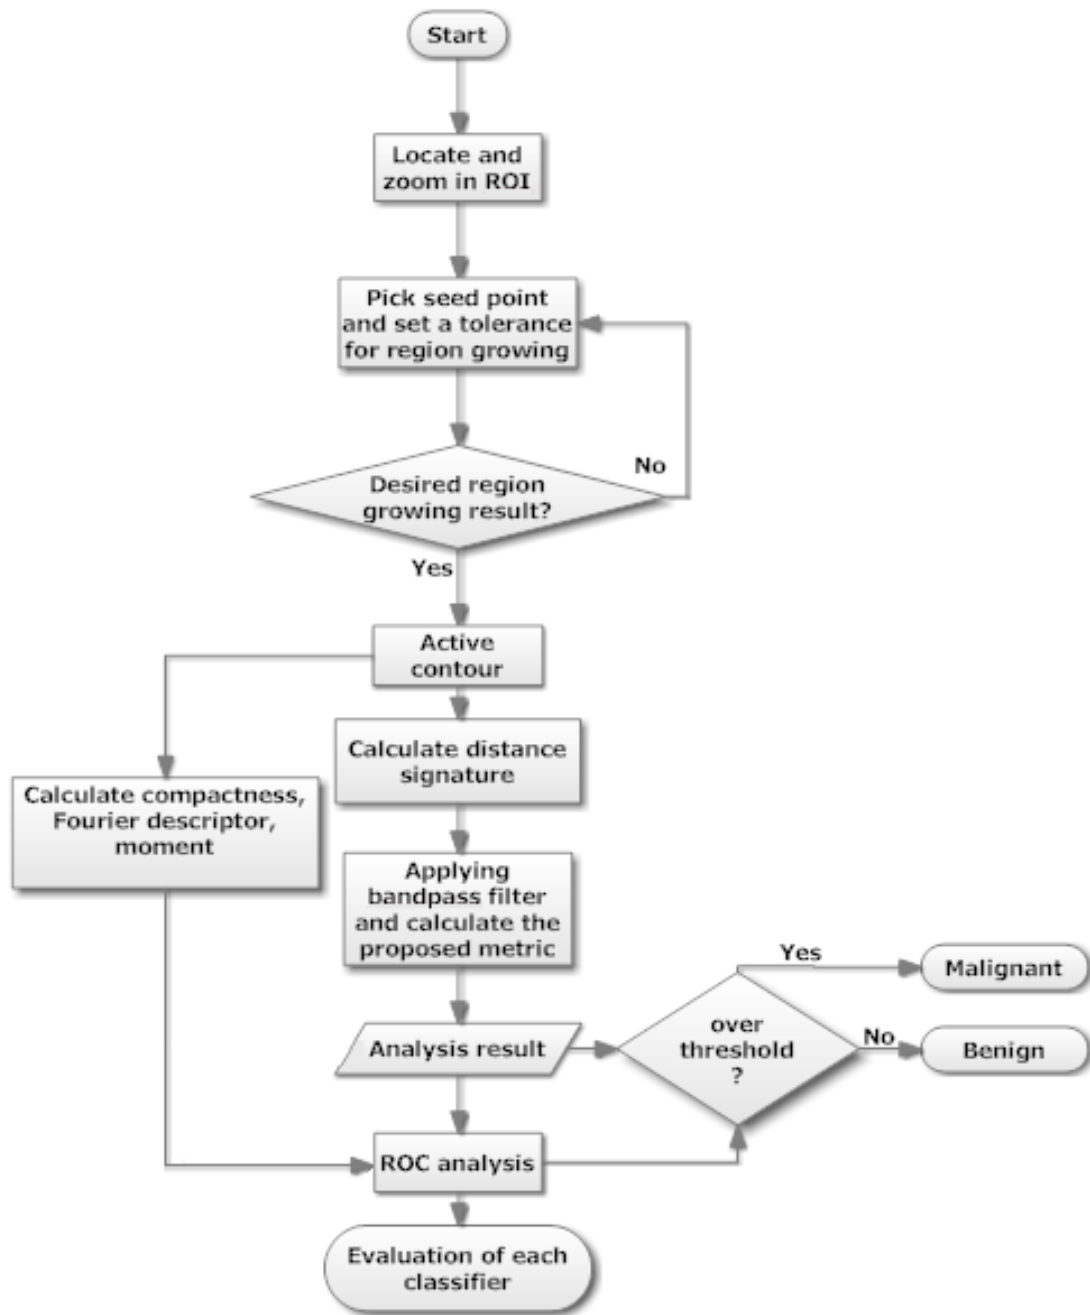 Start
Locate and
zoom in ROI
Pick seed point
and set a tolerance
for region growing
No
Desired region
growing result?
Yes
Active
contour
Calculate distance
signature
Calculate compactness,
Fourier descriptor,
moment
Applying
bandpass filter
and calculate the
proposed metric
Yes
Malignant
over
threshold
?
No
Benign
Analysis result
ROC analysis
Evaluation of each
classifier